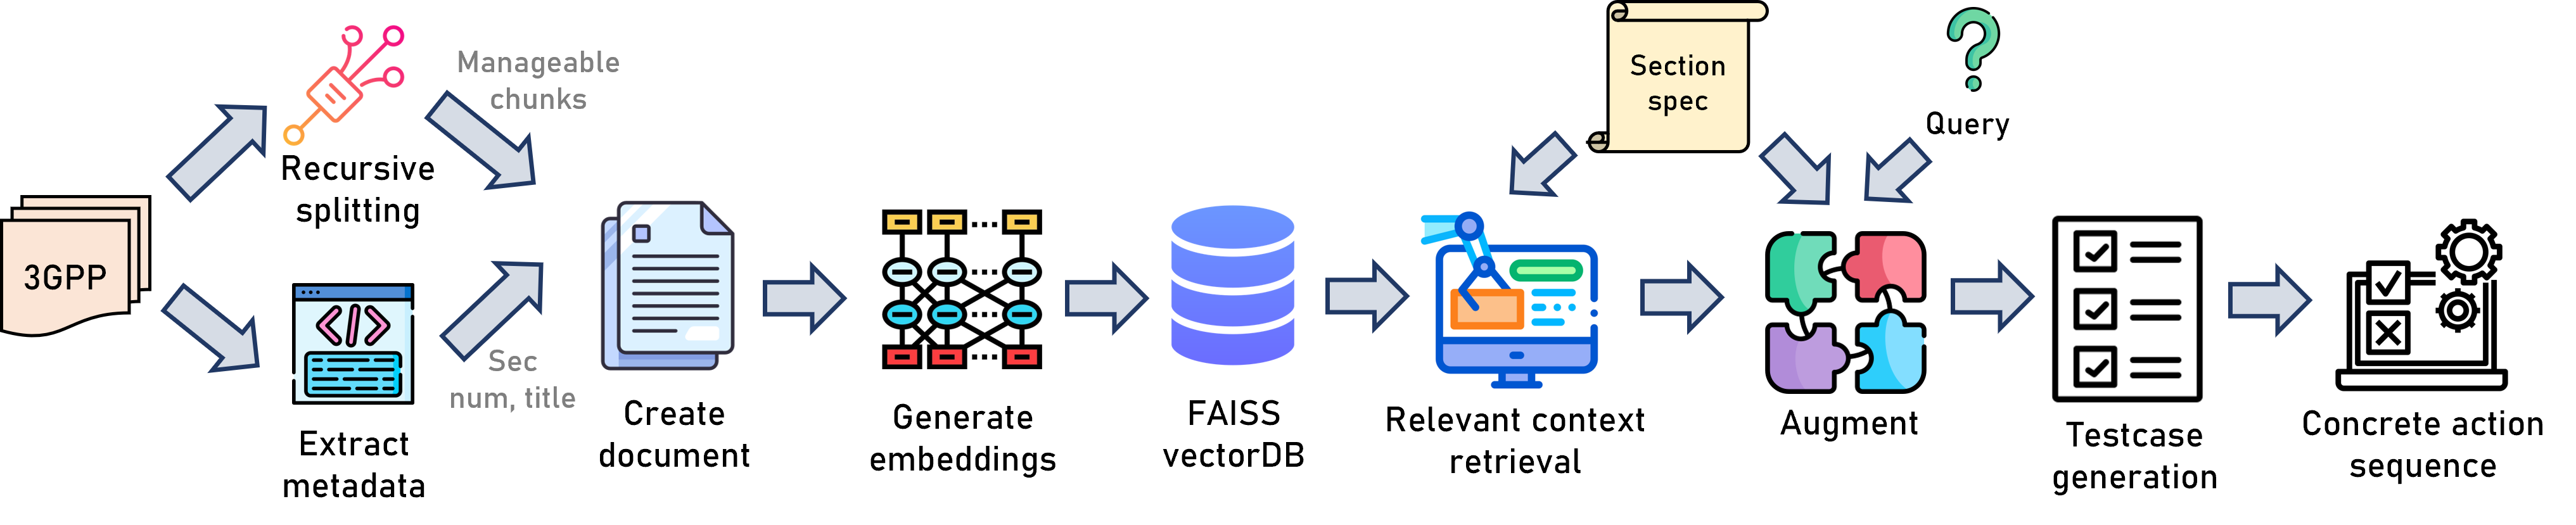 3GPP
Recursive
splitting
Manageable
chunks
Extract
metadata
Sec
num, title
Create
document
Generate
embeddings
FAISS
vectorDB
Section
spec
Relevant context
retrieval
Query
Augment
Testcase
generation
Concrete action
sequence